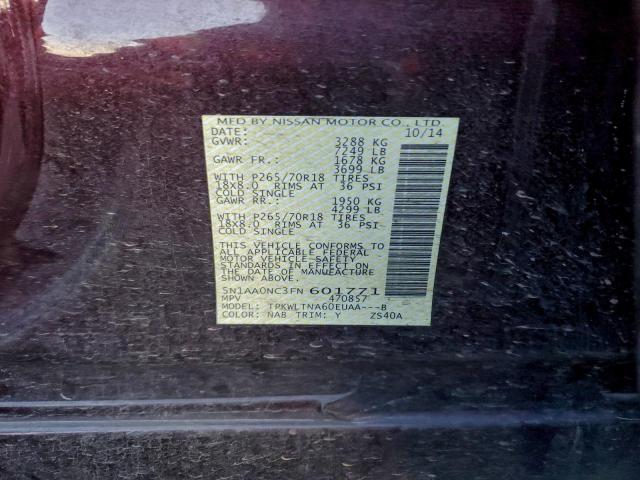 MFD BY NISSAN MOTOR CO., LTD.
DATE: 10/14
GVWR: 3288 KG
7249 LB
GAWR FR.: 1678 KG
3699 LB
WITH P265/70R18 TIRES
18X8.0 RIMS AT 36 PSI
COLD SINGLE
GAWR RR.: 1950 KG
4299 LB
WITH P265/70R18 TIRES
18X8.0 RIMS AT 36 PSI
COLD SINGLE
THIS VEHICLE CONFORMS TO
ALL APPLICABLE FEDERAL
MOTOR VEHICLE SAFETY
STANDARDS IN EFFECT ON
THE DATE OF MANUFACTURE
SHOWN ABOVE.
5N1AA0NC3FN601771
MPV 470857
MODEL: TPKWLTNA60EUAA---B
COLOR: NAB TRIM: Y ZS40A